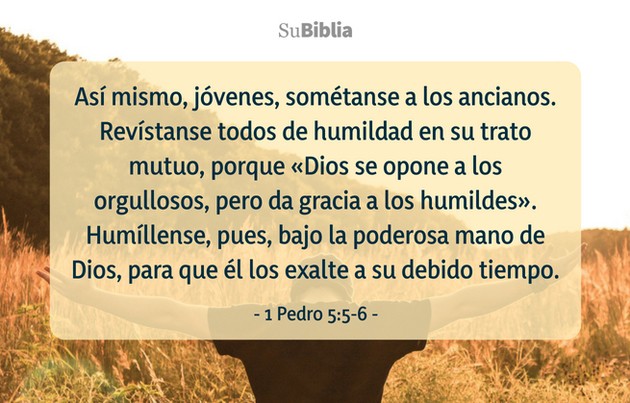 SuBiblia
Así mismo, jóvenes, sométanse a los ancianos.
Revístanse todos de humildad en su trato
mutuo, porque «Dios se opone a los
orgullosos, pero da gracia a los humildes».
Humíllense, pues, bajo la poderosa mano de
Dios, para que él los exalte a su debido tiempo.
- 1 Pedro 5:5-6 -